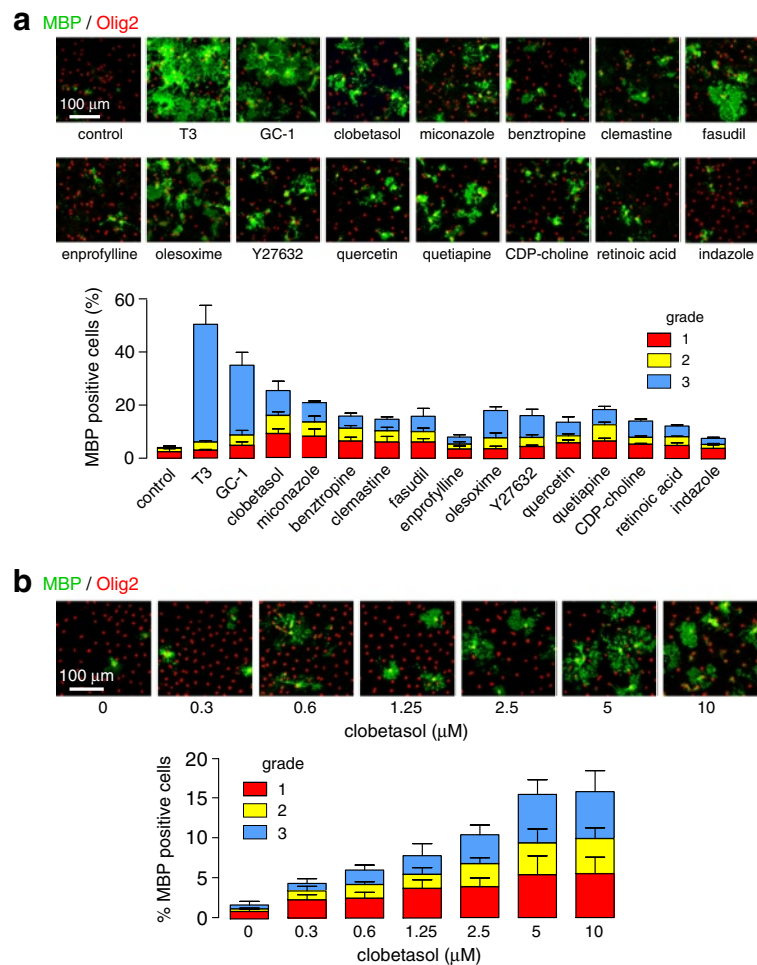 a
MBP / Olig2
100 μm
control T3 GC-1 clobetasol miconazole benztropine clemastine fasudil
enprofylline olesoxime Y27632 quercetin quetiapine CDP-choline retinoic acid indazole
MBP positive cells (%)
60
40
20
0
grade
1
2
3
control T3 GC-1 clobetasol miconazole benztropine clemastine fasudil enprofylline olesoxime Y27632 quercetin quetiapine CDP-choline retinoic acid indazole
b
MBP / Olig2
100 μm
0 0.3 0.6 1.25 2.5 5 10
clobetasol (μM)
% MBP positive cells
20
15
10
5
0
grade
1
2
3
0 0.3 0.6 1.25 2.5 5 10
clobetasol (μM)